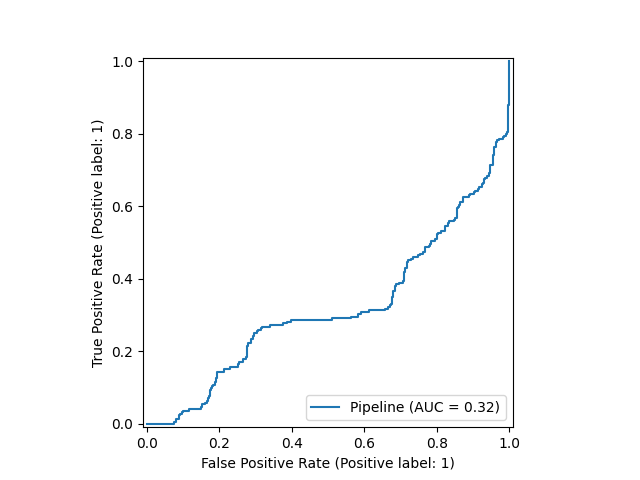 1.0
0.8
0.6
0.4
0.2
0.0
True Positive Rate (Positive label: 1)
Pipeline (AUC = 0.32)
0.0 0.2 0.4 0.6 0.8 1.0
False Positive Rate (Positive label: 1)